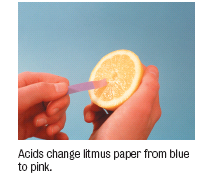 Acids change litmus paper from blue
to pink.